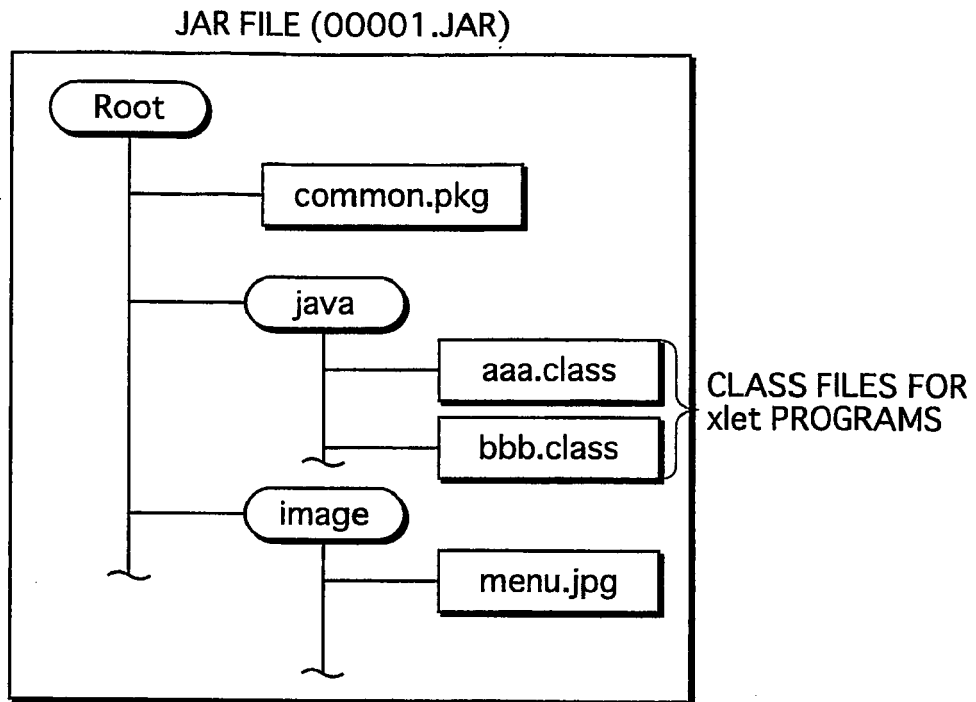 JAR FILE (00001.JAR)
Root
common.pkg
java
aaa.class
bbb.class
CLASS FILES FOR
xlet PROGRAMS
image
menu.jpg